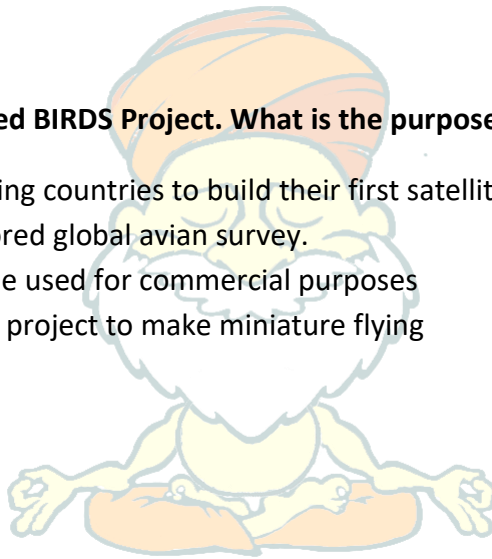 ed BIRDS Project. What is the purpose
ing countries to build their first satellit
ored global avian survey.
e used for commercial purposes
project to make miniature flying